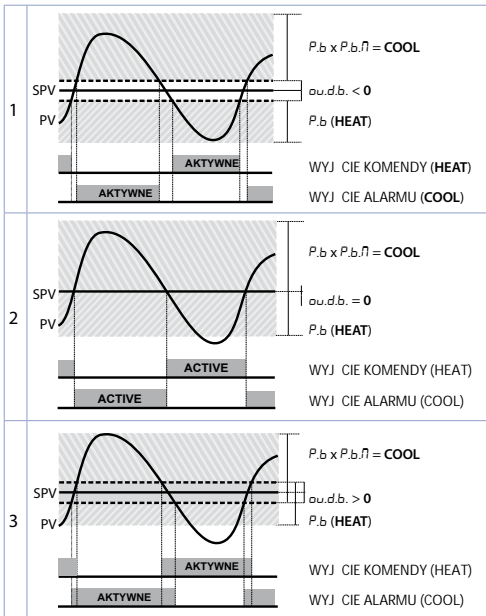 1
P.b x P.b.П = COOL
SPV
ou.d.b. < 0
PV
P.b (HEAT)
AKTYWNE
WYJ CIE KOMENDY (HEAT)
AKTYWNE
WYJ CIE ALARMU (COOL)
2
P.b x P.b.П = COOL
SPV
ou.d.b. = 0
PV
P.b (HEAT)
ACTIVE
WYJ CIE KOMENDY (HEAT)
ACTIVE
WYJ CIE ALARMU (COOL)
3
P.b x P.b.П = COOL
SPV
ou.d.b. > 0
PV
P.b (HEAT)
AKTYWNE
WYJ CIE KOMENDY (HEAT)
AKTYWNE
WYJ CIE ALARMU (COOL)